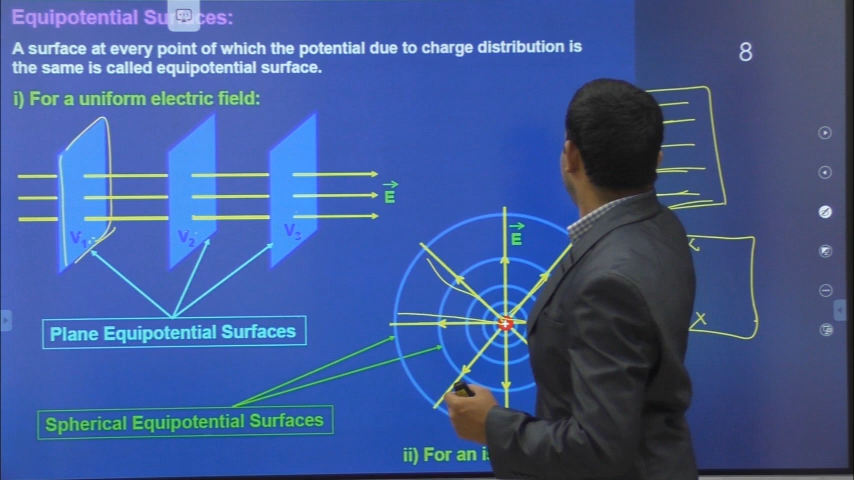 Equipotential Surfaces:
A surface at every point of which the potential due to charge distribution is
the same is called equipotential surface.
8
i) For a uniform electric field:
E
V1
V2
V3
E
Plane Equipotential Surfaces
X
Spherical Equipotential Surfaces
ii) For an